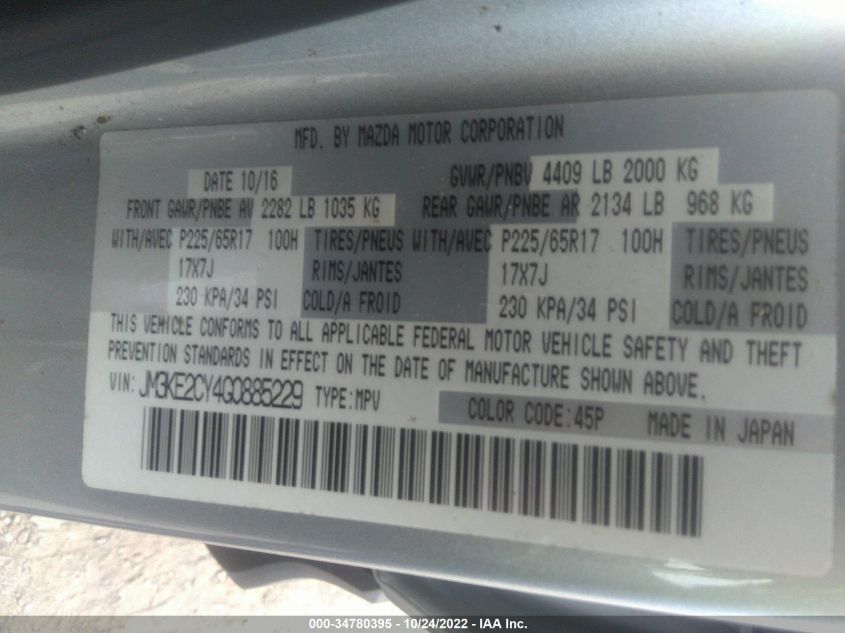 MFD. BY MAZDA MOTOR CORPORATION
DATE 10/16 GVWR/PNBV 4409 LB 2000 KG
FRONT GAWR/PNBE AV 2282 LB 1035 KG REAR GAWR/PNBE AR 2134 LB 968 KG
WITH/AVEC P225/65R17 100H TIRES/PNEUS WITH/AVEC P225/65R17 100H TIRES/PNEUS
17X7J RIMS/JANTES 17X7J RIMS/JANTES
230 KPA/34 PSI COLD/A FROID 230 KPA/34 PSI COLD/A FROID
THIS VEHICLE CONFORMS TO ALL APPLICABLE FEDERAL MOTOR VEHICLE SAFETY AND THEFT
PREVENTION STANDARDS IN EFFECT ON THE DATE OF MANUFACTURE SHOWN ABOVE.
VIN: JM3KE2CY4G0885229 TYPE:MPV COLOR CODE:45P MADE IN JAPAN
000-34780395 - 10/24/2022 - IAA Inc.